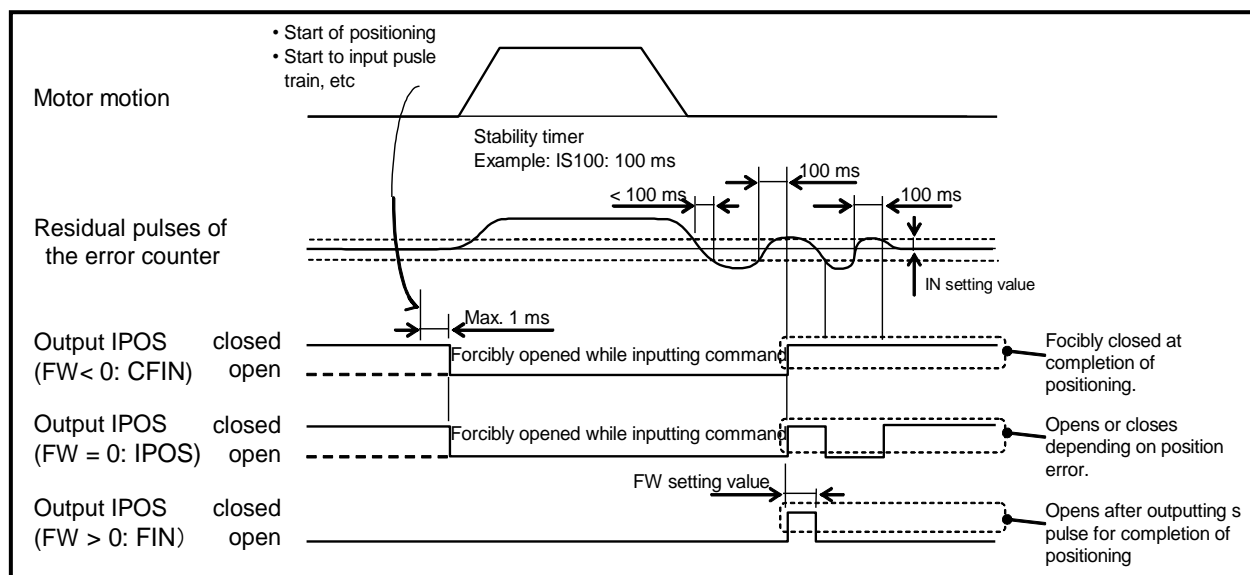 • Start of positioning
• Start to input pusle
train, etc
Motor motion
Stability timer
Example: IS100: 100 ms
100 ms
< 100 ms
100 ms
Residual pulses of
the error counter
IN setting value
Max. 1 ms
Output IPOS closed
(FW< 0: CFIN) open
Forcibly opened while inputting command
Focibly closed at
completion of
positioning.
Output IPOS closed
(FW = 0: IPOS) open
Forcibly opened while inputting command
Opens or closes
depending on position
error.
FW setting value
Output IPOS closed
(FW > 0: FIN) open
Opens after outputting s
pulse for completion of
positioning